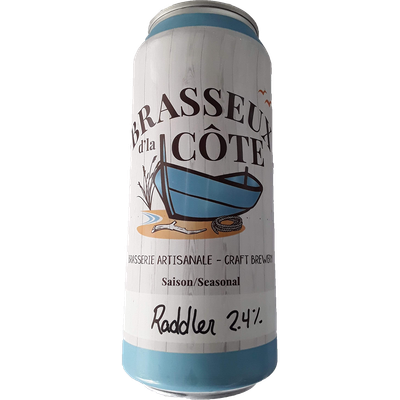 BRASSEUX
d'la CÔTE
BRASSERIE ARTISANALE - CRAFT BREWERY
Saison/Seasonal
Raddler 2.4%